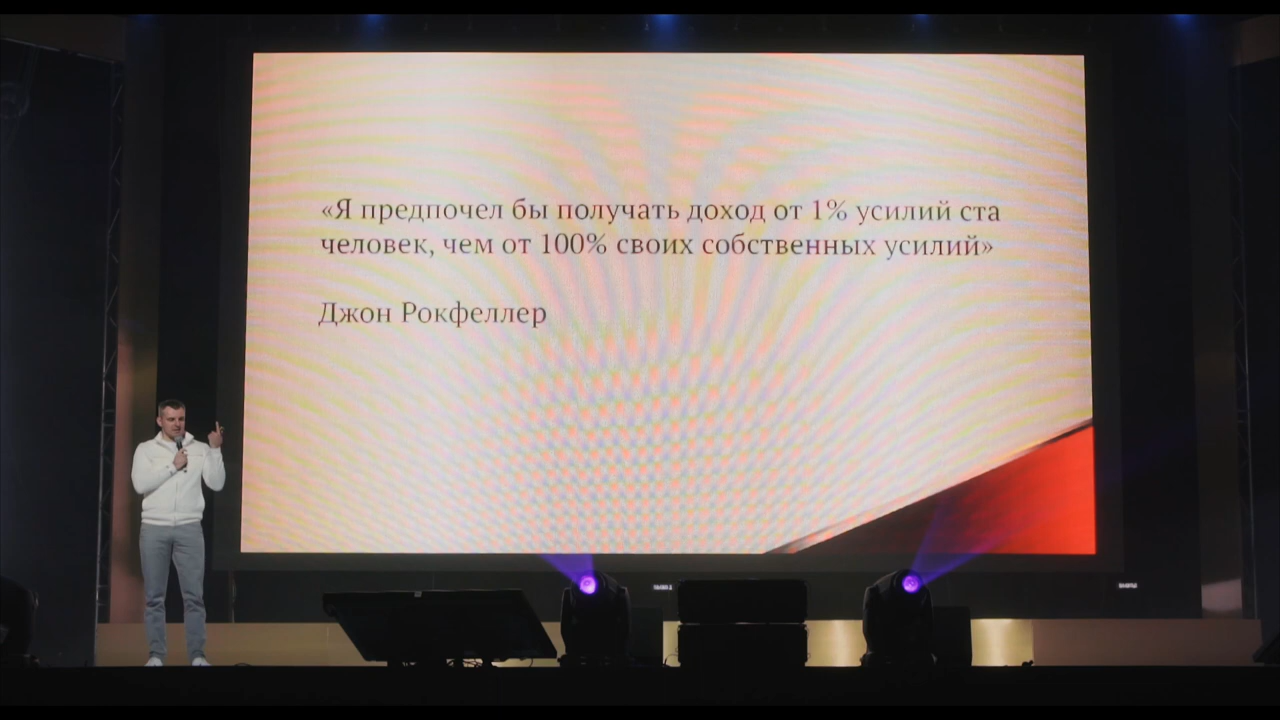 «Я предпочел бы получать доход от 1% усилий ста
человек, чем от 100% своих собственных усилий»
Джон Рокфеллер